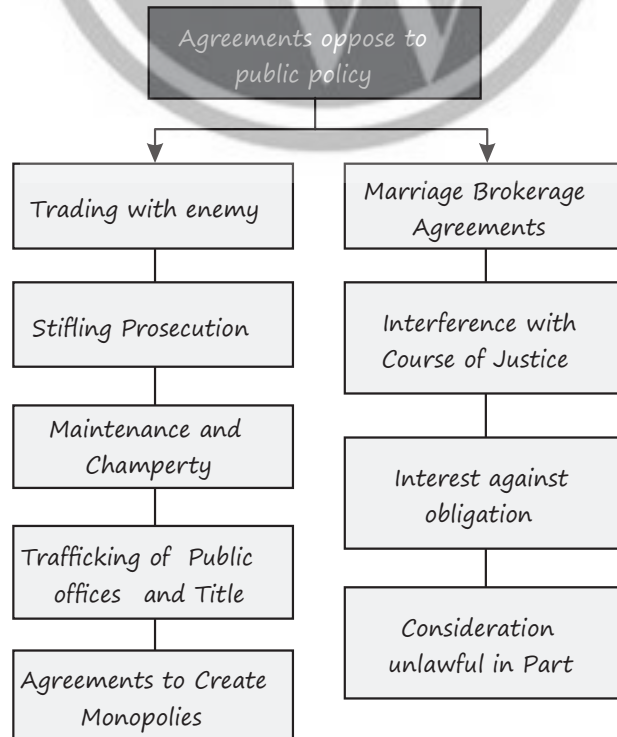 Agreements oppose to
public policy
Trading with enemy
Stifling Prosecution
Maintenance and
Champerty
Trafficking of Public
offices and Title
Agreements to Create
Monopolies
Marriage Brokerage
Agreements
Interference with
Course of Justice
Interest against
obligation
Consideration
unlawful in Part